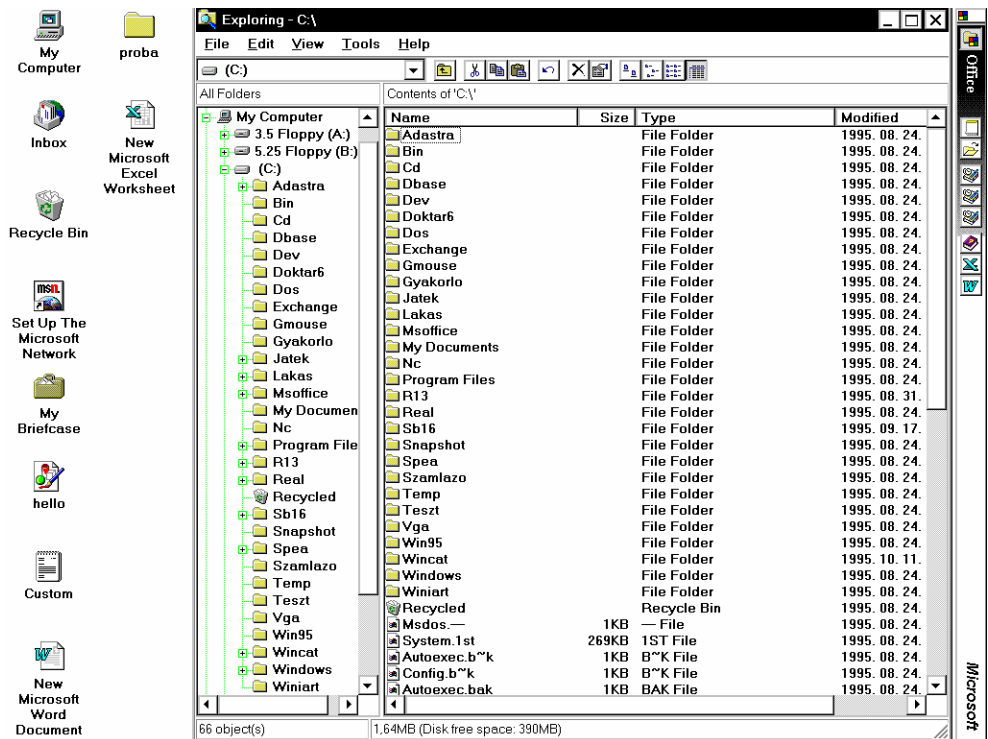 My
Computer
proba
Inbox
New
Microsoft
Excel
Worksheet
Recycle Bin
msn.
Set Up The
Microsoft
Network
My
Briefcase
hello
Custom
New
Microsoft
Word
Document
Exploring - C:\
File Edit View Tools Help
(C:)
All Folders
My Computer
3.5 Floppy (A:)
5.25 Floppy (B:)
(C:)
Adastra
Bin
Cd
Dbase
Dev
Doktar6
Dos
Exchange
Gmouse
Gyakorlo
Jatek
Lakas
Msoffice
My Documen
Nc
Program File
R13
Real
Recycled
Sb16
Snapshot
Spea
Szamlazo
Temp
Teszt
Vga
Win95
Wincat
Windows
Winiart
Contents of 'C:\'
Name Size Type Modified
Adastra File Folder 1995. 08. 24.
Bin File Folder 1995. 08. 24.
Cd File Folder 1995. 08. 24.
Dbase File Folder 1995. 08. 24.
Dev File Folder 1995. 08. 24.
Doktar6 File Folder 1995. 08. 24.
Dos File Folder 1995. 08. 24.
Exchange File Folder 1995. 08. 24.
Gmouse File Folder 1995. 08. 24.
Gyakorlo File Folder 1995. 08. 24.
Jatek File Folder 1995. 08. 24.
Lakas File Folder 1995. 08. 24.
Msoffice File Folder 1995. 08. 24.
My Documents File Folder 1995. 08. 24.
Nc File Folder 1995. 08. 24.
Program Files File Folder 1995. 08. 24.
R13 File Folder 1995. 08. 31.
Real File Folder 1995. 08. 24.
Sb16 File Folder 1995. 09. 17.
Snapshot File Folder 1995. 08. 24.
Spea File Folder 1995. 08. 24.
Szamlazo File Folder 1995. 08. 24.
Temp File Folder 1995. 08. 24.
Teszt File Folder 1995. 08. 24.
Vga File Folder 1995. 08. 24.
Win95 File Folder 1995. 08. 24.
Wincat File Folder 1995. 10. 11.
Windows File Folder 1995. 08. 24.
Winiart File Folder 1995. 08. 24.
Recycled Recycle Bin 1995. 08. 24.
Msdos.— 1KB — File 1995. 08. 24.
System.1st 269KB 1ST File 1995. 08. 24.
Autoexec.b~k 1KB B~K File 1995. 08. 24.
Config.b~k 1KB B~K File 1995. 08. 24.
Autoexec.bak 1KB BAK File 1995. 08. 24.
66 object(s)
1,64MB (Disk free space: 390MB)
Office
Microsoft